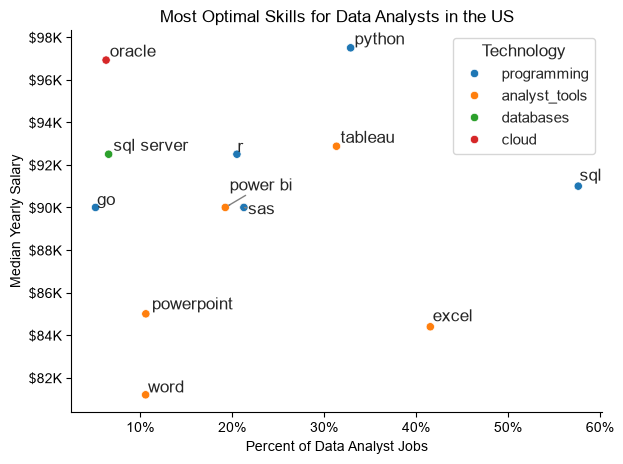 Most Optimal Skills for Data Analysts in the US
Median Yearly Salary
$98K
$96K
$94K
$92K
$90K
$88K
$86K
$84K
$82K
oracle
python
Technology
programming
analyst_tools
databases
cloud
sql server
r
tableau
sql
go
power bi
sas
powerpoint
excel
word
10%
20%
30%
40%
50%
60%
Percent of Data Analyst Jobs